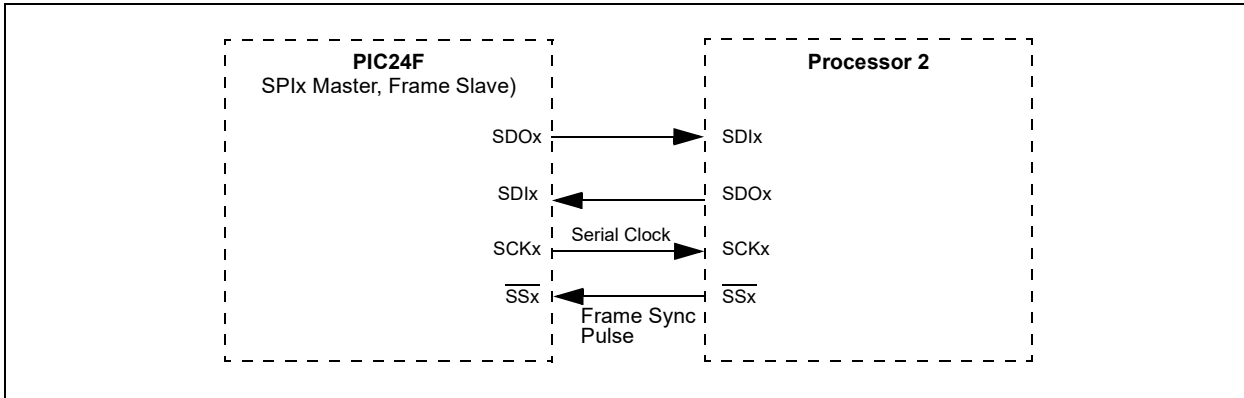 PIC24F
SPIx Master, Frame Slave)
Processor 2
SDOx
SDIx
SDIx
SDOx
SCKx
Serial Clock
SCKx
SSx
Frame Sync
Pulse
SSx